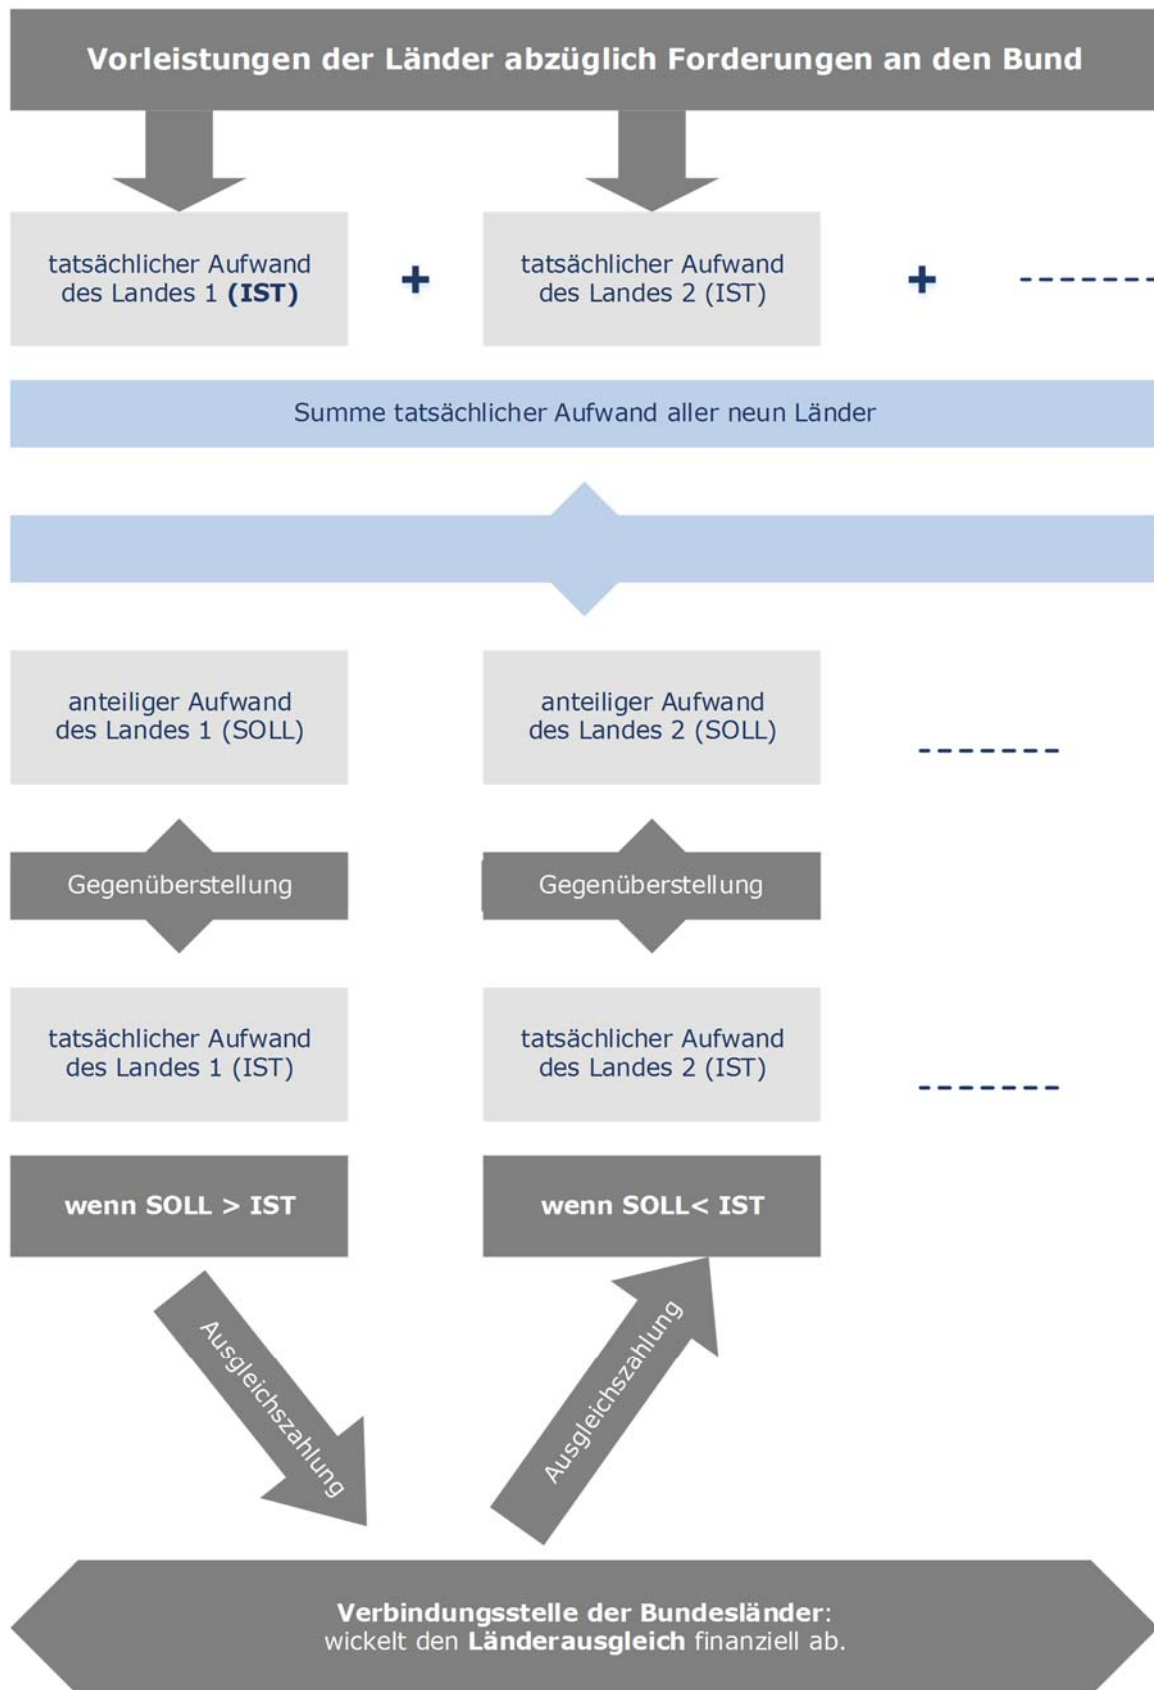 Vorleistungen der Länder abzüglich Forderungen an den Bund
tatsächlicher Aufwand
des Landes 1 (IST)
+
tatsächlicher Aufwand
des Landes 2 (IST)
+
Summe tatsächlicher Aufwand aller neun Länder
anteiliger Aufwand
des Landes 1 (SOLL)
anteiliger Aufwand
des Landes 2 (SOLL)
Gegenüberstellung
Gegenüberstellung
tatsächlicher Aufwand
des Landes 1 (IST)
tatsächlicher Aufwand
des Landes 2 (IST)
wenn SOLL > IST
wenn SOLL< IST
Ausgleichszahlung
Ausgleichszahlung
Verbindungsstelle der Bundesländer:
wickelt den Länderausgleich finanziell ab.